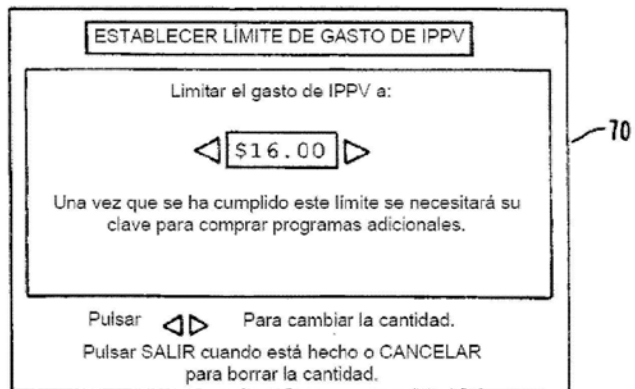 ESTABLECER LÍMITE DE GASTO DE IPPV
Limitar el gasto de IPPV a:
$16.00
70
Una vez que se ha cumplido este límite se necesitará su
clave para comprar programas adicionales.
Pulsar Para cambiar la cantidad.
Pulsar SALIR cuando está hecho o CANCELAR
para borrar la cantidad.